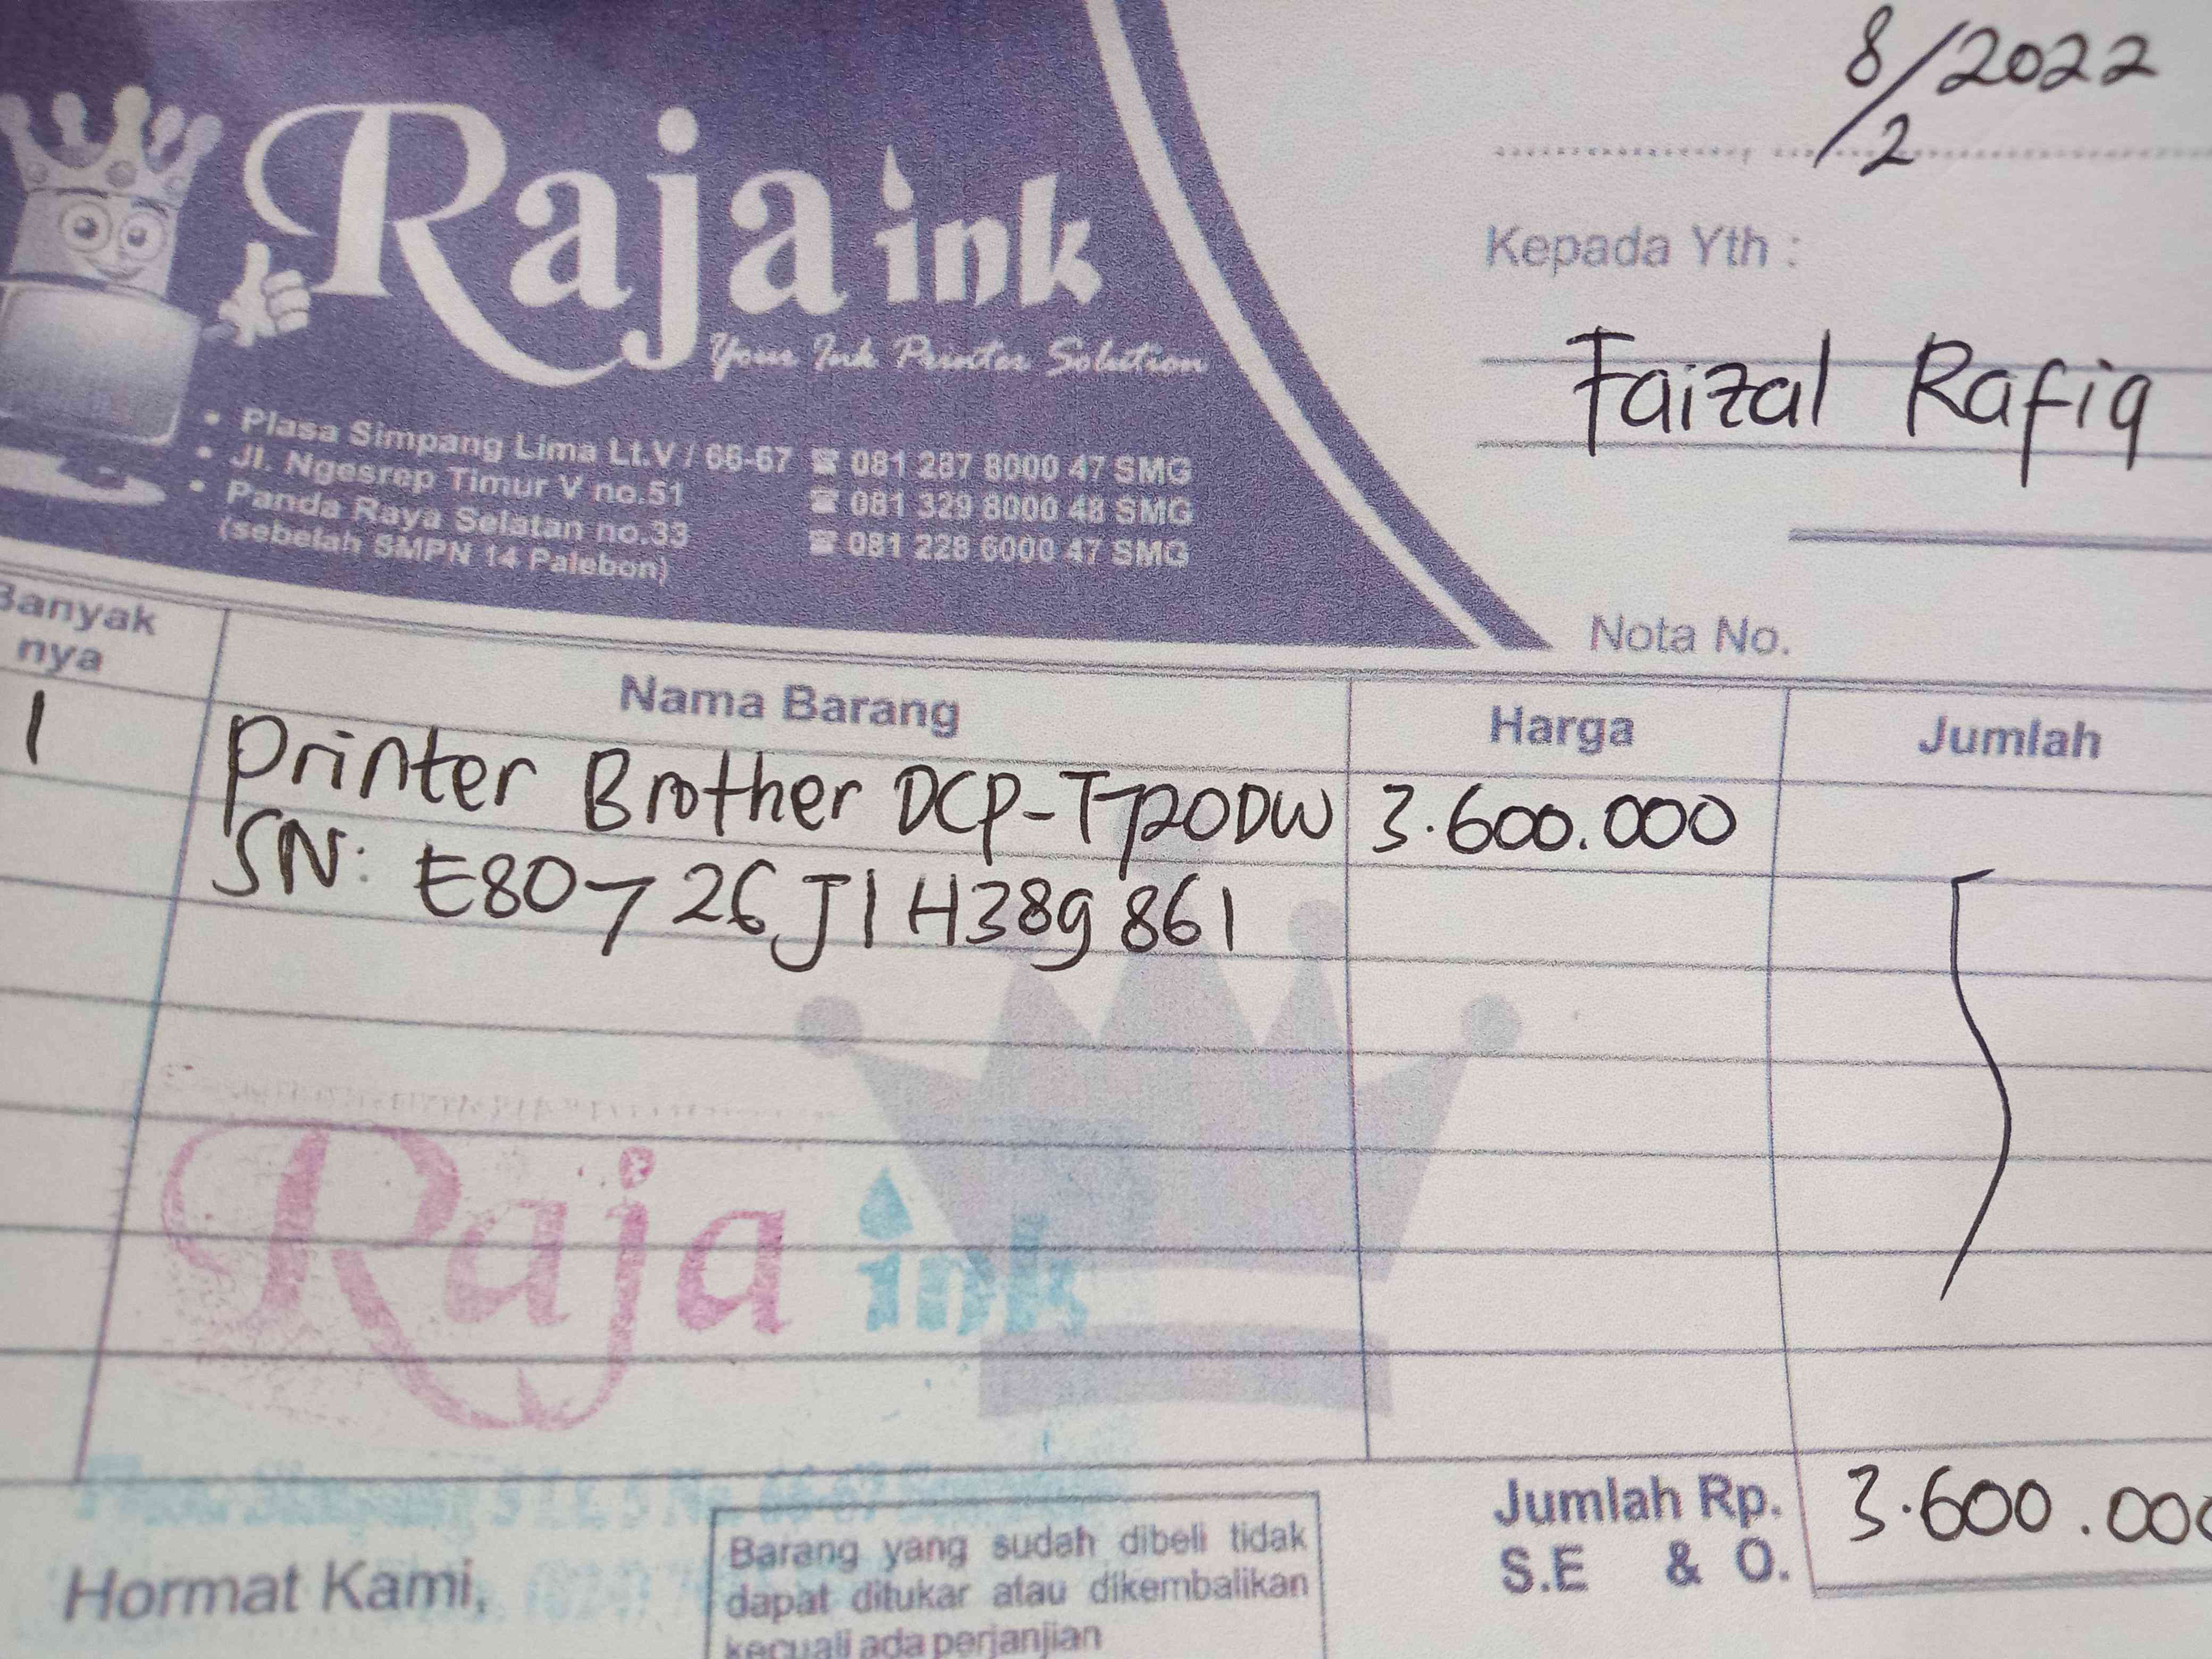 Raja ink
Your Ink Printer Solution
• Plasa Simpang Lima Lt.V / 66-67 ☎ 081 287 8000 47 SMG
• Jl. Ngesrep Timur V no.51 ☎ 081 329 8000 48 SMG
• Panda Raya Selatan no.33 ☎ 081 228 6000 47 SMG
(sebelah SMPN 14 Palebon)
8/2/2022
Kepada Yth :
Faizal Rafiq
Nota No.
Banyak nya Nama Barang Harga Jumlah
1 Printer Brother DCP-T720DW 3.600.000
SN: E80726J1H389861
Raja ink
Jumlah Rp. 3.600.000
S.E & O.
Hormat Kami,
Barang yang sudah dibeli tidak
dapat ditukar atau dikembalikan
kecuali ada perjanjian